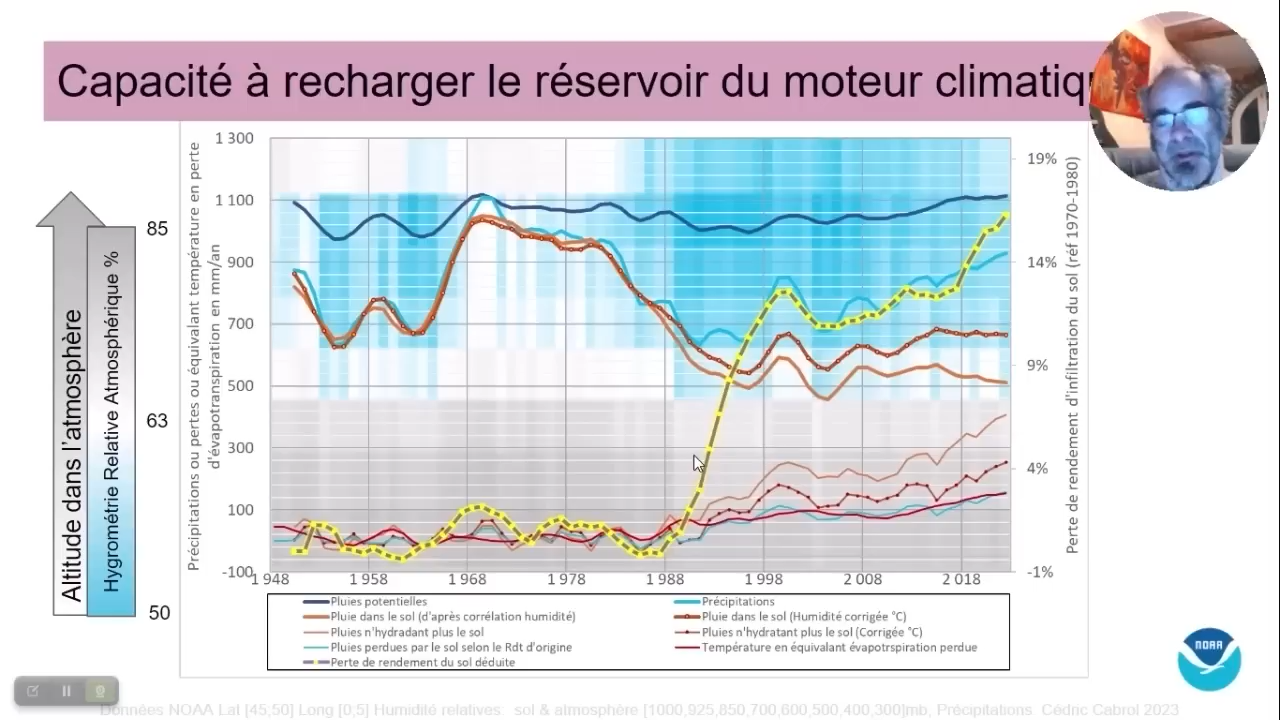 Capacité à recharger le réservoir du moteur climatiq
Altitude dans l'atmosphère
Hygrométrie Relative Atmosphérique %
85
63
50
Précipitations ou pertes ou équivalent température en perte
d'évapotranspiration en mm/an
1 300
1 100
900
700
500
300
100
-100
1 948
1 958
1 968
1 978
1 988
1 998
2 008
2 018
19%
14%
9%
4%
-1%
Perte de rendement d'infiltration du sol (réf 1970-1980)
Pluies potentielles
Précipitations
Pluie dans le sol (d'après corrélation humidité)
Pluie dans le sol (Humidité corrigée °C)
Pluies n'hydradant plus le sol
Pluies n'hydratant plus le sol (Corrigée °C)
Pluies perdues par le sol selon le Rdt d'origine
Température en équivalent évapotrspiration perdue
Perte de rendement du sol déduite
NOAA
Données NOAA Lat [45,50] Long [0,5] Humidité relatives sol & atmosphère [1000,925,850,700,600,500,400,300]mb, Précipitations Cédric Cabrol 2023